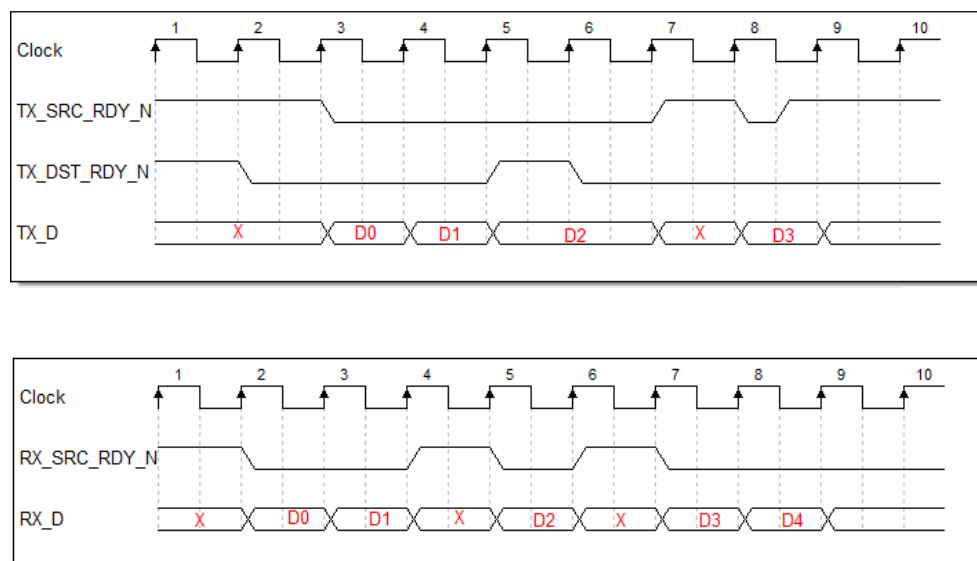 1 2 3 4 5 6 7 8 9 10
Clock
TX_SRC_RDY_N
TX_DST_RDY_N
TX_D X D0 D1 D2 X D3
1 2 3 4 5 6 7 8 9 10
Clock
RX_SRC_RDY_N
RX_D X D0 D1 X D2 X D3 D4